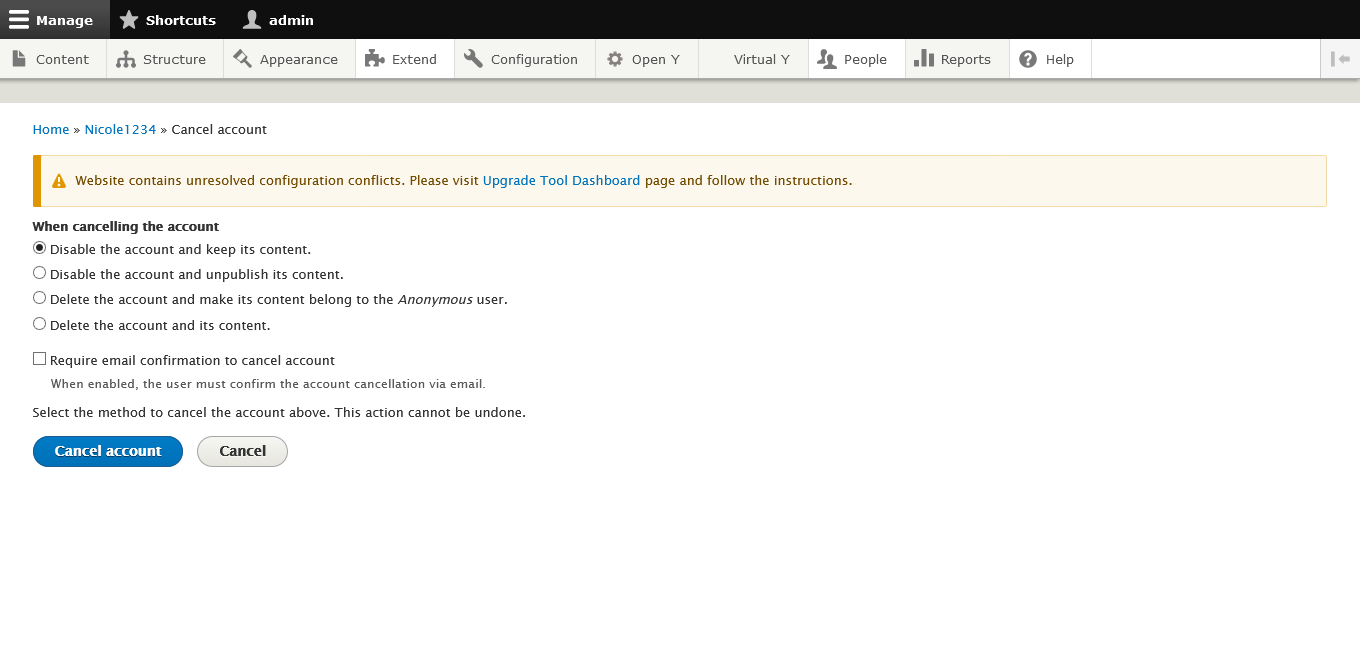 Manage Shortcuts admin
Content Structure Appearance Extend Configuration Open Y Virtual Y People Reports Help
Home » Nicole1234 » Cancel account
Website contains unresolved configuration conflicts. Please visit Upgrade Tool Dashboard page and follow the instructions.
When cancelling the account
Disable the account and keep its content.
Disable the account and unpublish its content.
Delete the account and make its content belong to the Anonymous user.
Delete the account and its content.
Require email confirmation to cancel account
When enabled, the user must confirm the account cancellation via email.
Select the method to cancel the account above. This action cannot be undone.
Cancel account Cancel